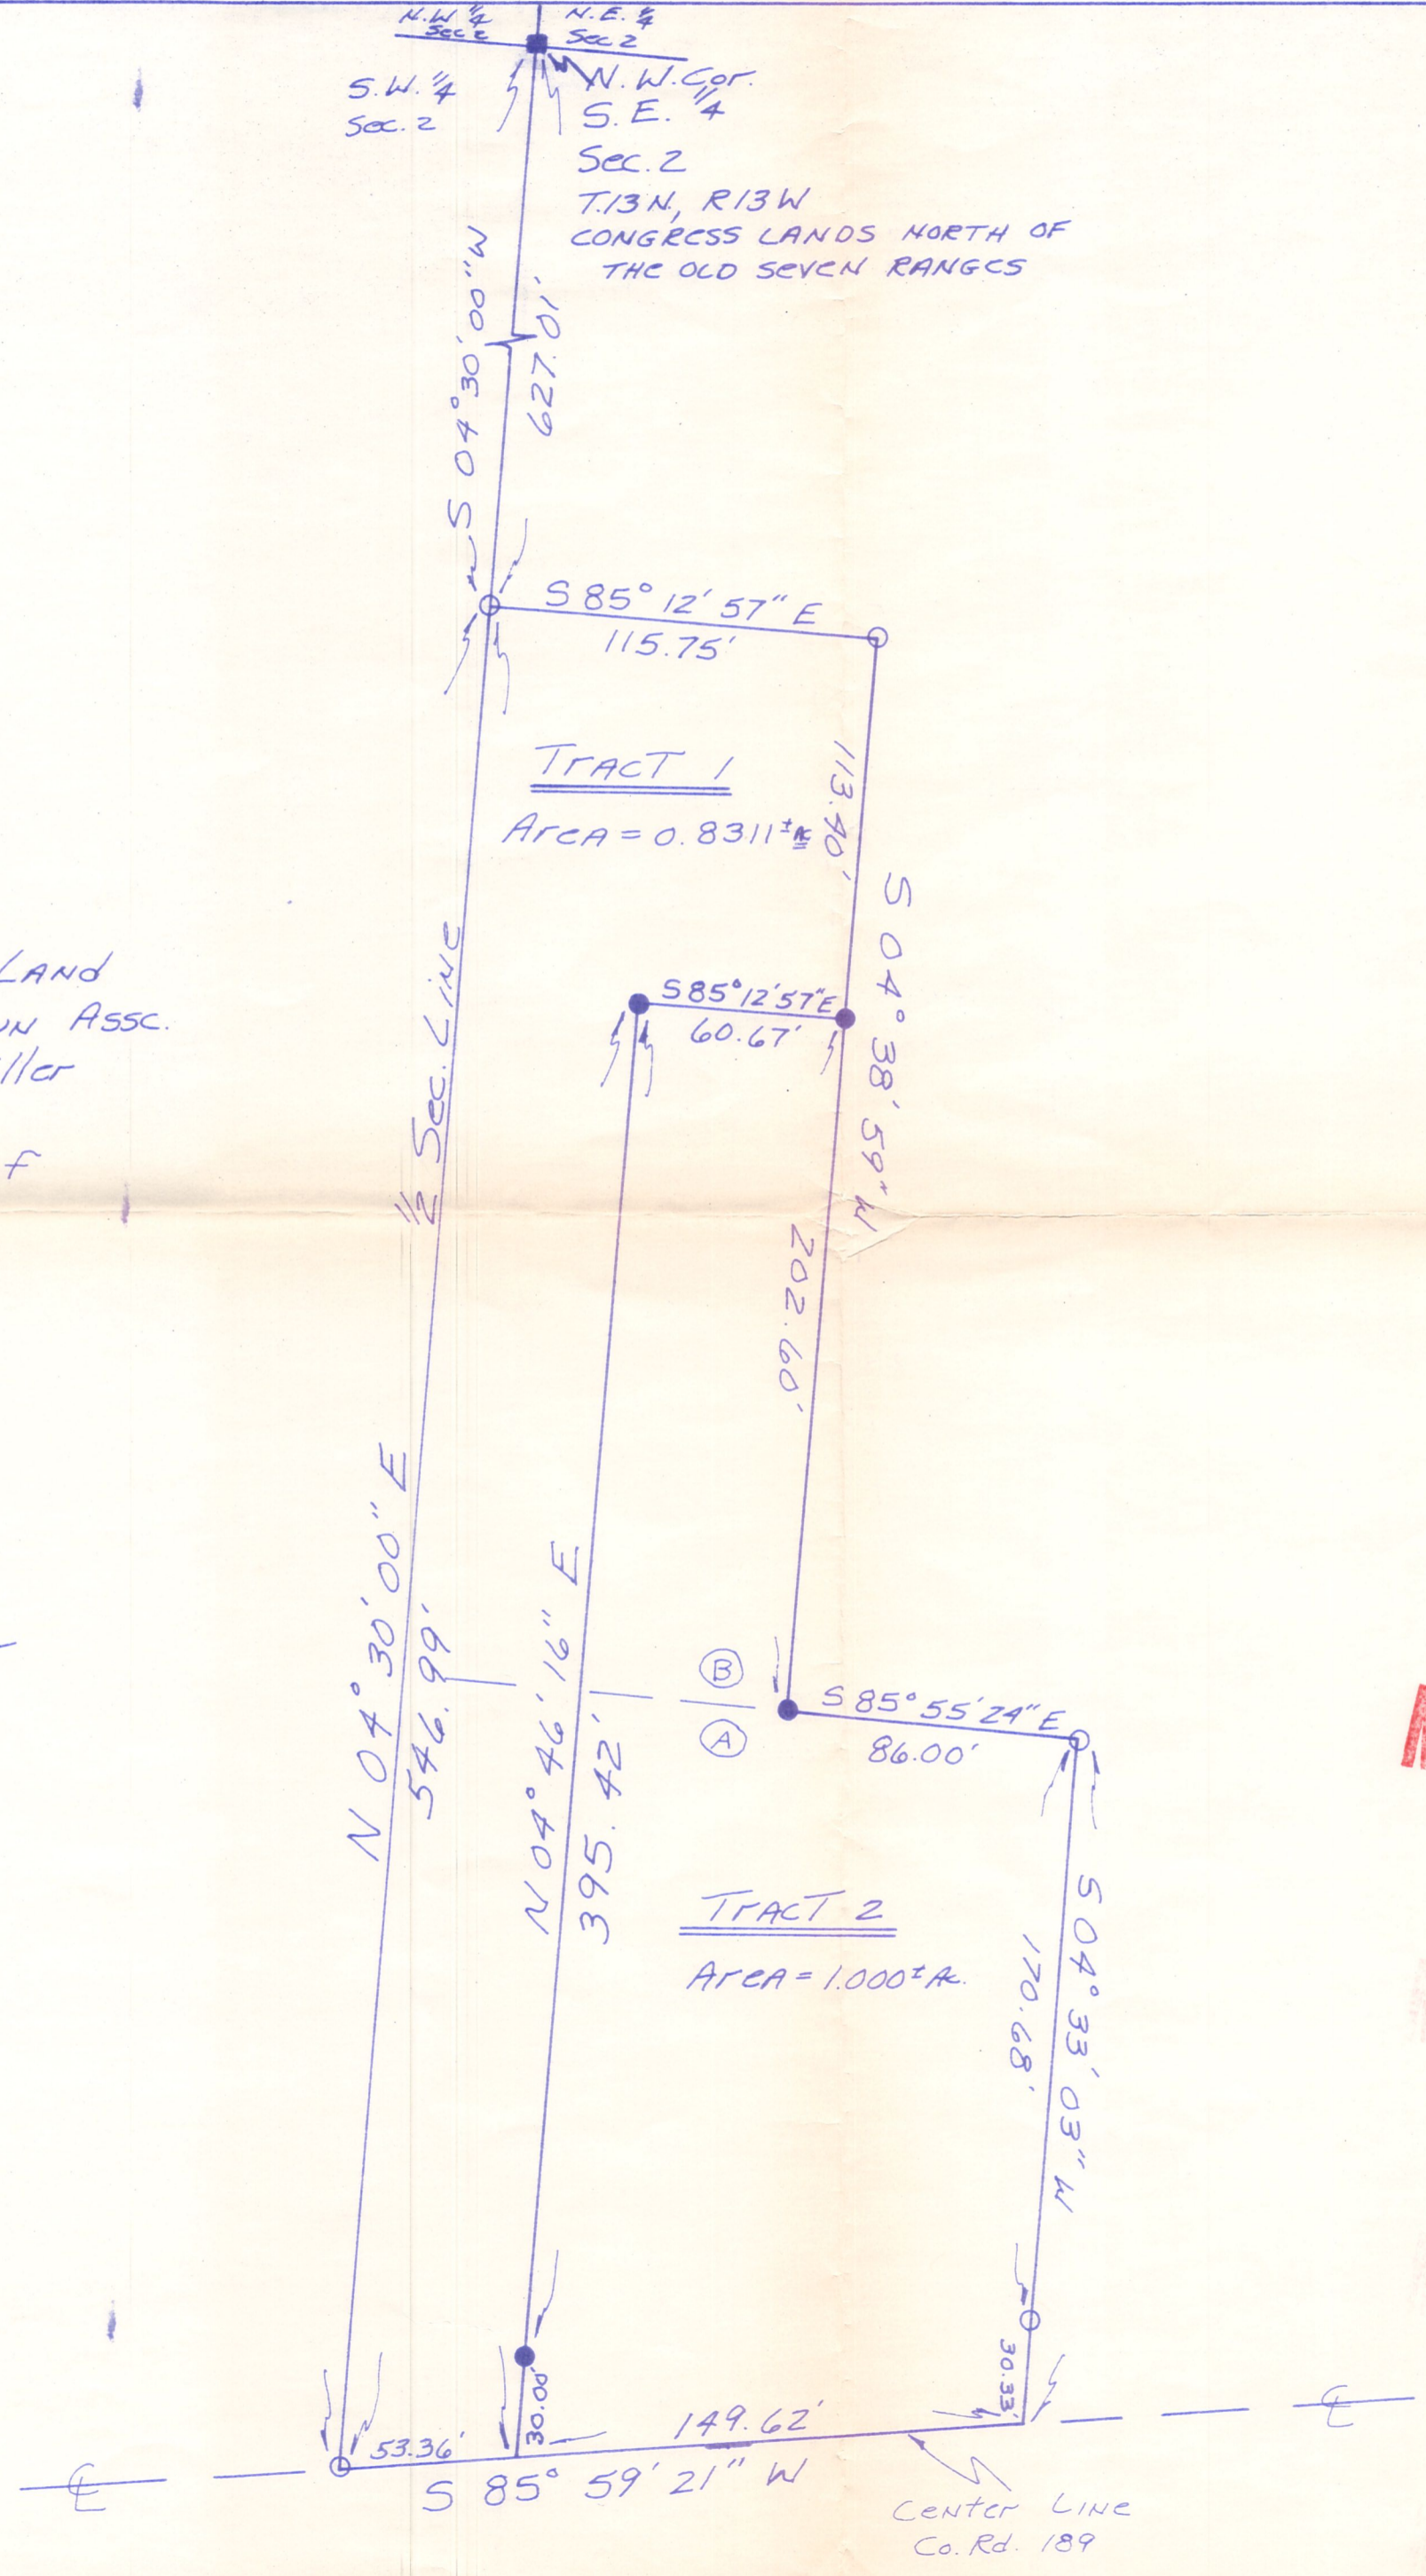 N.W. 1/4
Sec 2
N.E. 1/4
Sec 2
S.W. 1/4
Sec. 2
N.W. Cor.
S.E. 1/4
Sec. 2
T.13N., R13W
CONGRESS LANDS NORTH OF
THE OLD SEVEN RANGES
S 04° 30' 00" W
627.01'
S 85° 12' 57" E
115.75'
TRACT 1
Area = 0.8311 ± Ac
113.40'
S 04° 38' 59" W
LAND
UN ASSC.
ller
F
1/2 Sec. Line
S 85° 12' 57" E
60.67'
202.60'
N 04° 30' 00" E
546.99'
N 04° 46' 16" E
395.42'
B
A
S 85° 55' 24" E
86.00'
TRACT 2
Area = 1.000 ± Ac.
170.68'
S 04° 33' 03" W
30.00'
30.33'
53.36'
149.62'
S 85° 59' 21" W
℄
℄
Center Line
Co. Rd. 189